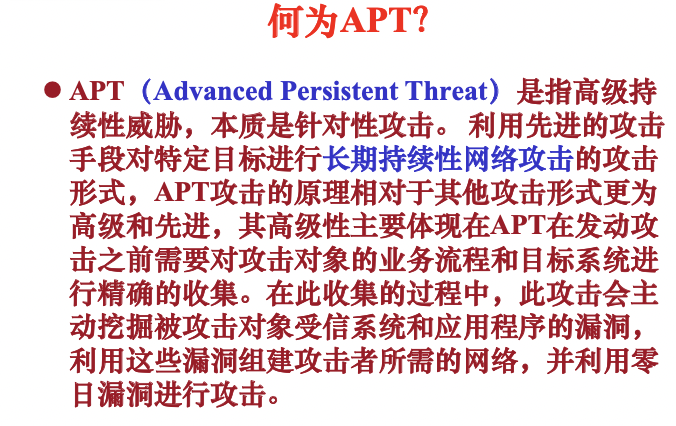 何为APT?
●APT（Advanced Persistent Threat）是指高级持
续性威胁，本质是针对性攻击。 利用先进的攻击
手段对特定目标进行长期持续性网络攻击的攻击
形式，APT攻击的原理相对于其他攻击形式更为
高级和先进，其高级性主要体现在APT在发动攻
击之前需要对攻击对象的业务流程和目标系统进
行精确的收集。在此收集的过程中，此攻击会主
动挖掘被攻击对象受信系统和应用程序的漏洞，
利用这些漏洞组建攻击者所需的网络，并利用零
日漏洞进行攻击。